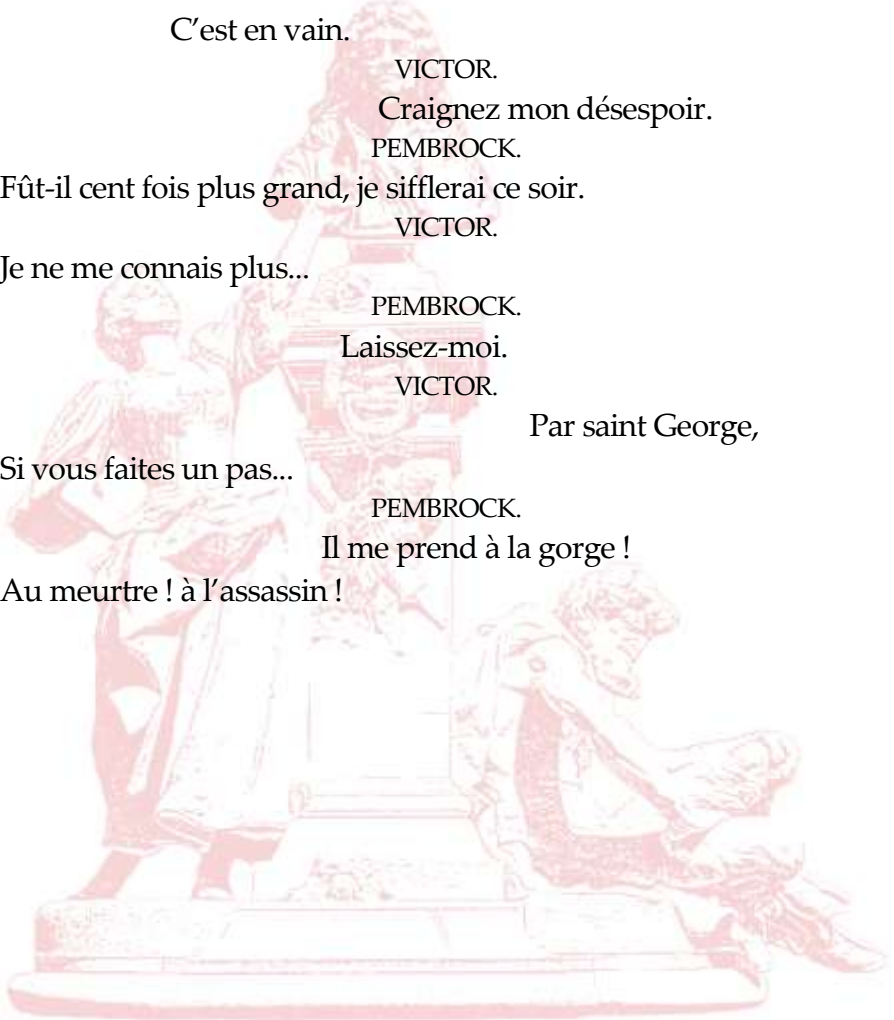 C’est en vain.
VICTOR.
Craignez mon désespoir.
PEMBROCK.
Fût-il cent fois plus grand, je sifflerai ce soir.
VICTOR.
Je ne me connais plus...
PEMBROCK.
Laissez-moi.
VICTOR.
Par saint George,
Si vous faites un pas...
PEMBROCK.
Il me prend à la gorge !
Au meurtre ! à l’assassin !